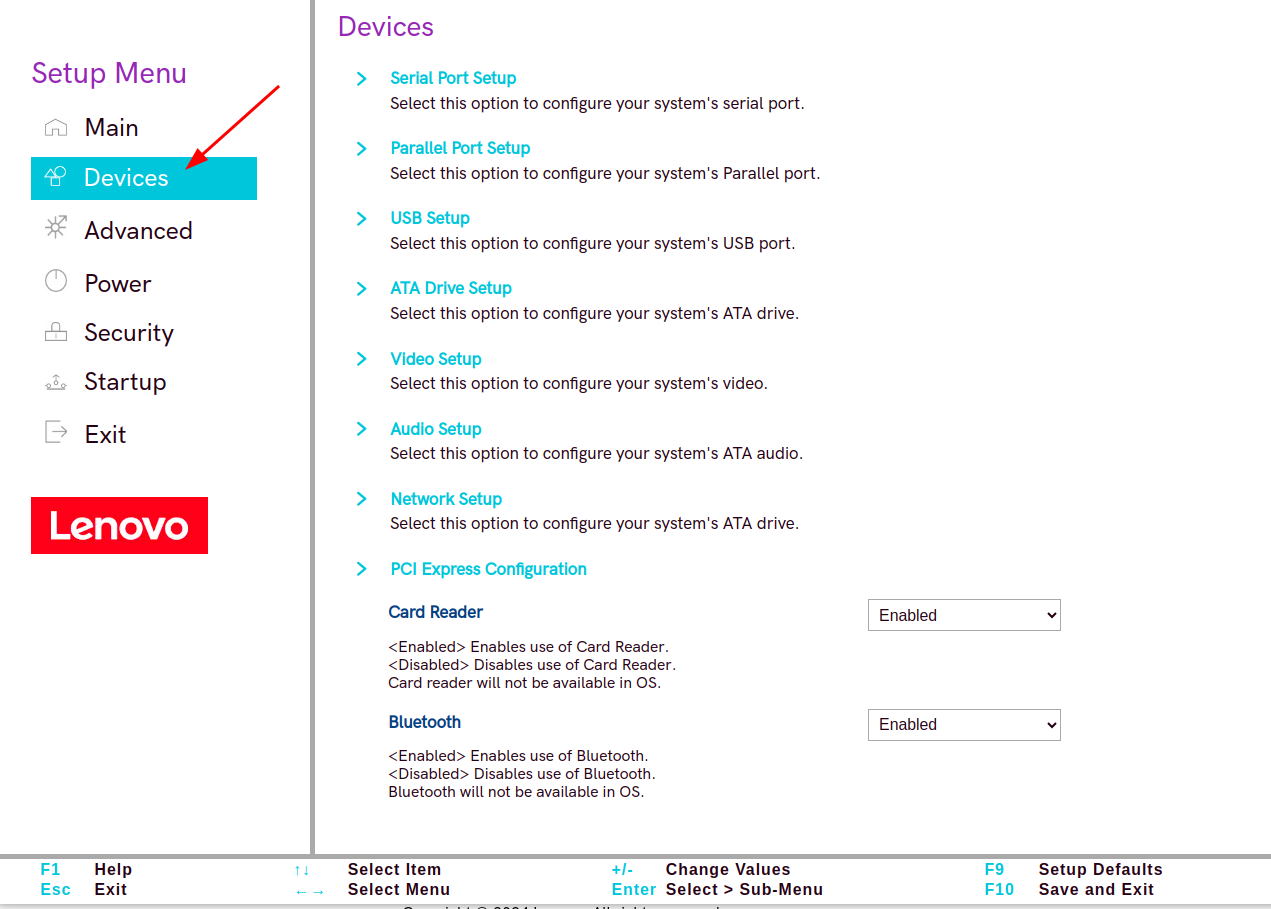 Setup Menu
Main
Devices
Advanced
Power
Security
Startup
Exit
Lenovo
Devices
Serial Port Setup
Select this option to configure your system's serial port.
Parallel Port Setup
Select this option to configure your system's Parallel port.
USB Setup
Select this option to configure your system's USB port.
ATA Drive Setup
Select this option to configure your system's ATA drive.
Video Setup
Select this option to configure your system's video.
Audio Setup
Select this option to configure your system's ATA audio.
Network Setup
Select this option to configure your system's ATA drive.
PCI Express Configuration
Card Reader Enabled
<Enabled> Enables use of Card Reader.
<Disabled> Disables use of Card Reader.
Card reader will not be available in OS.
Bluetooth Enabled
<Enabled> Enables use of Bluetooth.
<Disabled> Disables use of Bluetooth.
Bluetooth will not be available in OS.
F1 Help ↑↓ Select Item +/- Change Values F9 Setup Defaults
Esc Exit ←→ Select Menu Enter Select > Sub-Menu F10 Save and Exit